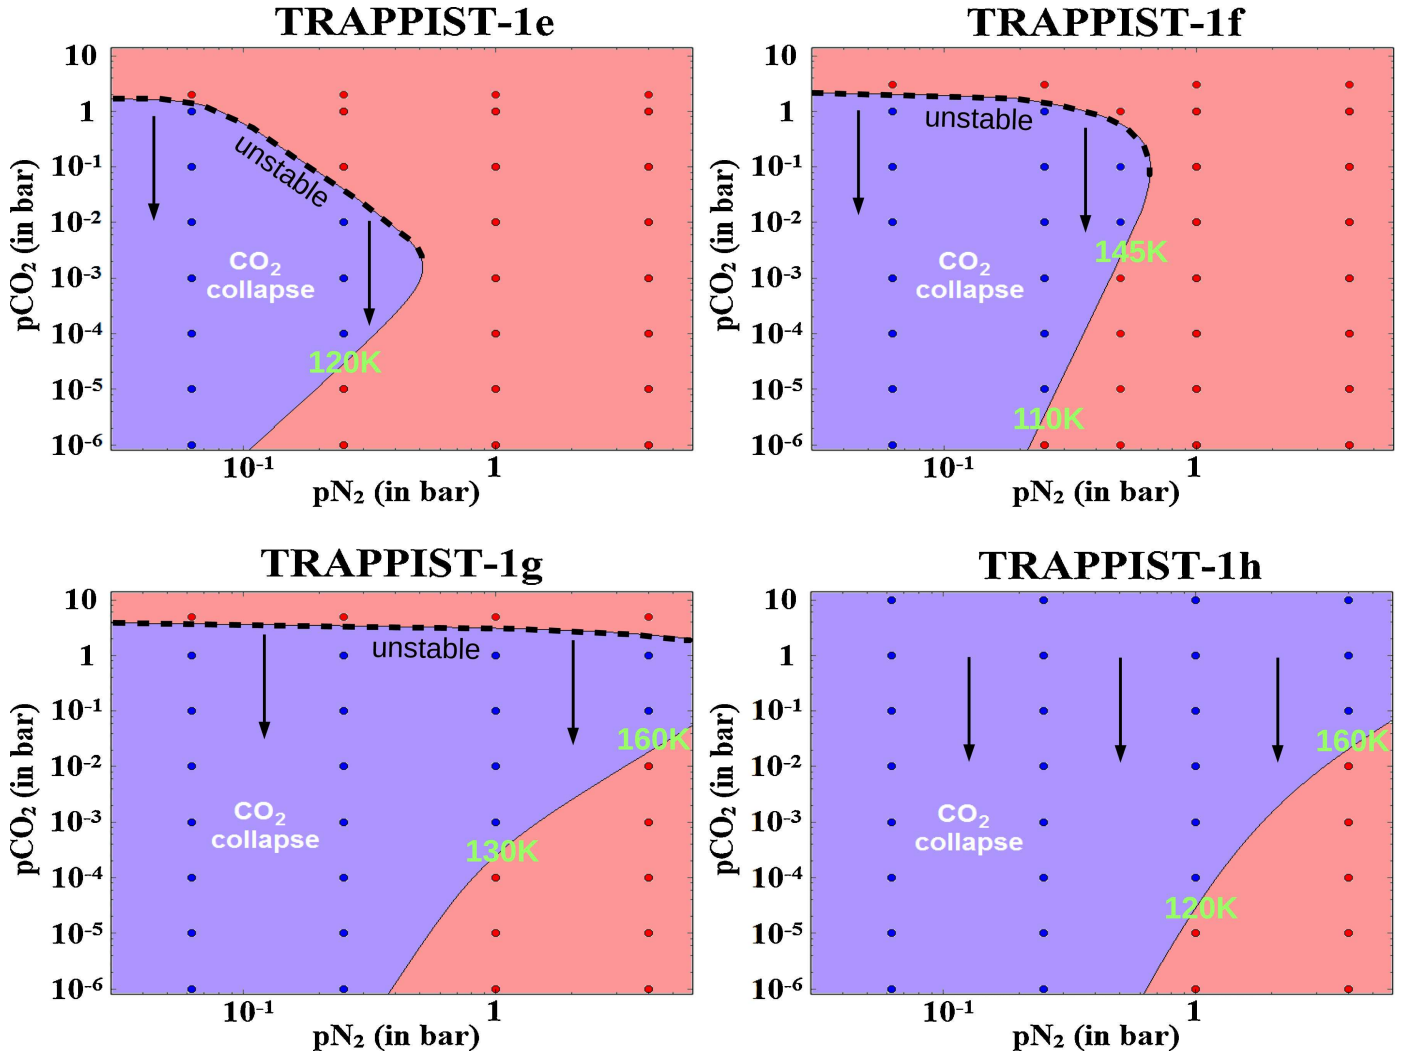 TRAPPIST-1e
10
1
10⁻¹
10⁻²
10⁻³
10⁻⁴
10⁻⁵
10⁻⁶
pCO₂ (in bar)
unstable
CO₂
collapse
120K
10⁻¹ 1
pN₂ (in bar)
TRAPPIST-1f
10
1
10⁻¹
10⁻²
10⁻³
10⁻⁴
10⁻⁵
10⁻⁶
pCO₂ (in bar)
unstable
145K
CO₂
collapse
110K
10⁻¹ 1
pN₂ (in bar)
TRAPPIST-1g
10
1
10⁻¹
10⁻²
10⁻³
10⁻⁴
10⁻⁵
10⁻⁶
pCO₂ (in bar)
unstable
160K
CO₂
collapse
130K
10⁻¹ 1
pN₂ (in bar)
TRAPPIST-1h
10
1
10⁻¹
10⁻²
10⁻³
10⁻⁴
10⁻⁵
10⁻⁶
pCO₂ (in bar)
160K
CO₂
collapse
120K
10⁻¹ 1
pN₂ (in bar)